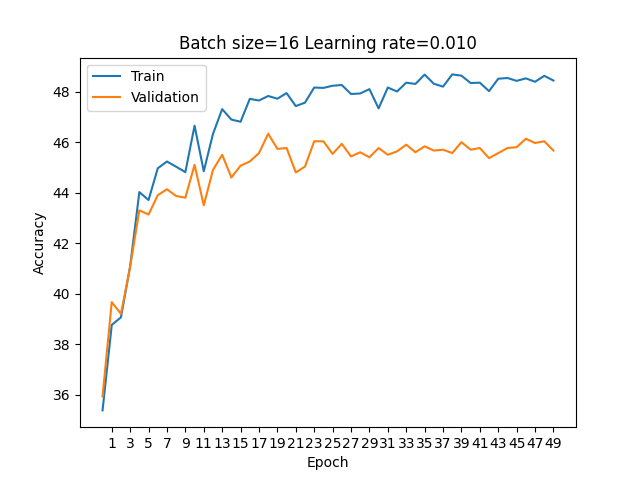 Batch size=16 Learning rate=0.010
Train
Validation
48
46
44
42
40
38
36
Accuracy
1 3 5 7 9 11 13 15 17 19 21 23 25 27 29 31 33 35 37 39 41 43 45 47 49
Epoch